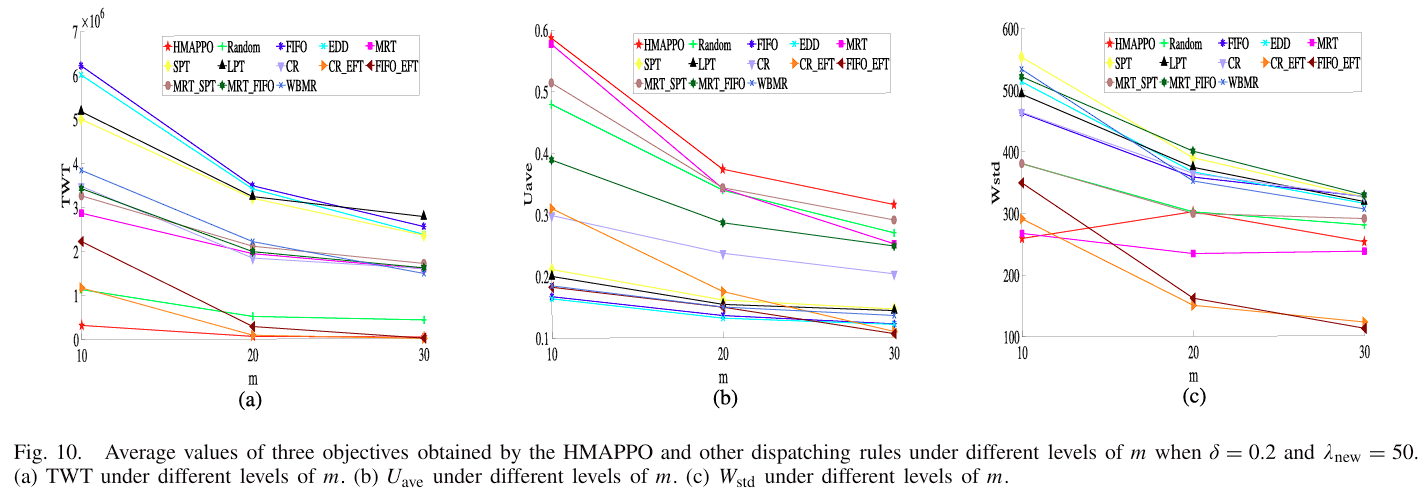 ×10⁶
7
6
5
4
3
2
1
0
TWT
HMAPPO Random FIFO EDD MRT
SPT LPT CR CR_EFT FIFO_EFT
MRT_SPT MRT_FIFO WBMR
10 20 30
m
(a)
0.6
0.5
0.4
0.3
0.2
0.1
Uave
HMAPPO Random FIFO EDD MRT
SPT LPT CR CR_EFT FIFO_EFT
MRT_SPT MRT_FIFO WBMR
10 20 30
m
(b)
600
500
400
300
200
100
Wstd
HMAPPO Random FIFO EDD MRT
SPT LPT CR CR_EFT FIFO_EFT
MRT_SPT MRT_FIFO WBMR
10 20 30
m
(c)
Fig. 10. Average values of three objectives obtained by the HMAPPO and other dispatching rules under different levels of m when δ = 0.2 and λnew = 50.
(a) TWT under different levels of m. (b) Uave under different levels of m. (c) Wstd under different levels of m.